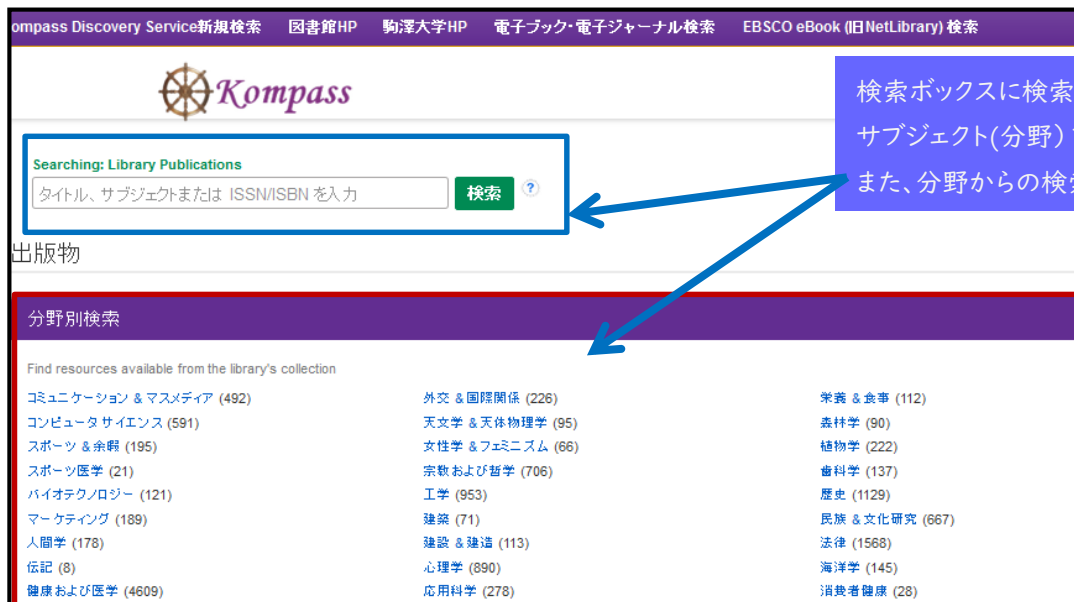 ompass Discovery Service新規検索 図書館HP 駒澤大学HP 電子ブック・電子ジャーナル検索 EBSCO eBook (旧NetLibrary) 検索
Kompass
検索ボックスに検索
サブジェクト(分野)
また、分野からの検索
Searching: Library Publications
タイトル、サブジェクトまたは ISSN/ISBN を入力 検索 ?
出版物
分野別検索
Find resources available from the library's collection
コミュニケーション & マスメディア (492) 外交 & 国際関係 (226) 栄養 & 食事 (112)
コンピュータ サイエンス (591) 天文学 & 天体物理学 (95) 森林学 (90)
スポーツ & 余暇 (195) 女性学 & フェミニズム (66) 植物学 (222)
スポーツ医学 (21) 宗教および哲学 (706) 歯科学 (137)
バイオテクノロジー (121) 工学 (953) 歴史 (1129)
マーケティング (189) 建築 (71) 民族 & 文化研究 (667)
人間学 (178) 建設 & 建造 (113) 法律 (1568)
伝記 (8) 心理学 (890) 海洋学 (145)
健康および医学 (4609) 応用科学 (278) 消費者健康 (28)